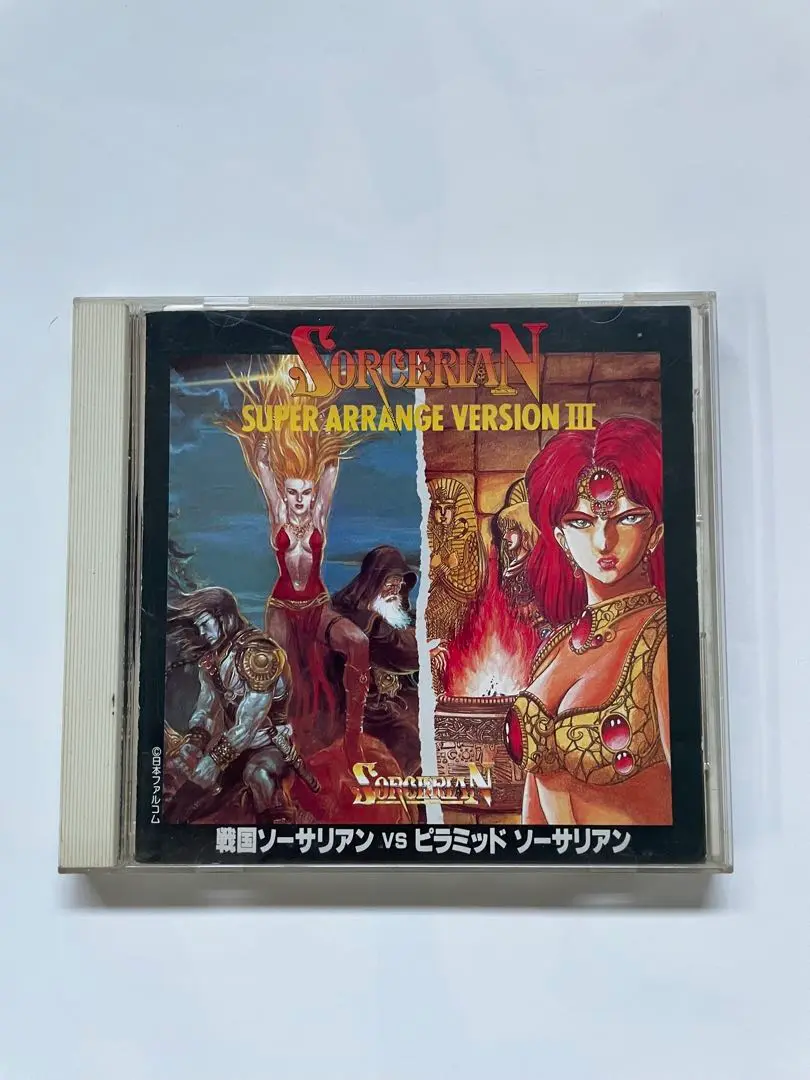 SORCERIAN
SUPER ARRANGE VERSION III
SORCERIAN
©日本ファルコム
戦国ソーサリアン VS ピラミッド ソーサリアン